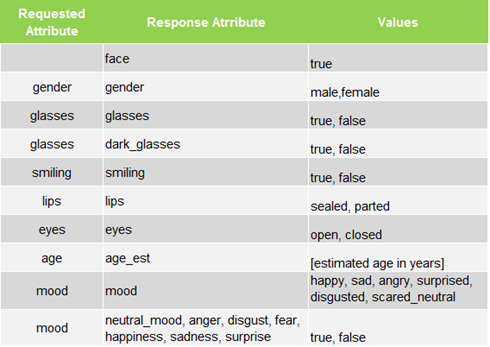 Requested Attribute Response Atrribute Values
face true
gender gender male,female
glasses glasses true, false
glasses dark_glasses true, false
smiling smiling true, false
lips lips sealed, parted
eyes eyes open, closed
age age_est [estimated age in years]
mood mood happy, sad, angry, surprised,
disgusted, scared_neutral
mood neutral_mood, anger, disgust, fear,
happiness, sadness, surprise true, false